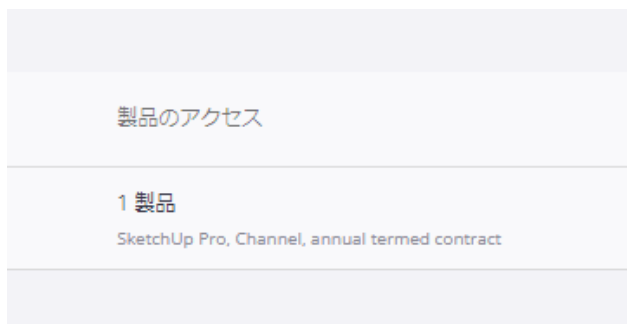 製品のアクセス
1 製品
SketchUp Pro, Channel, annual termed contract